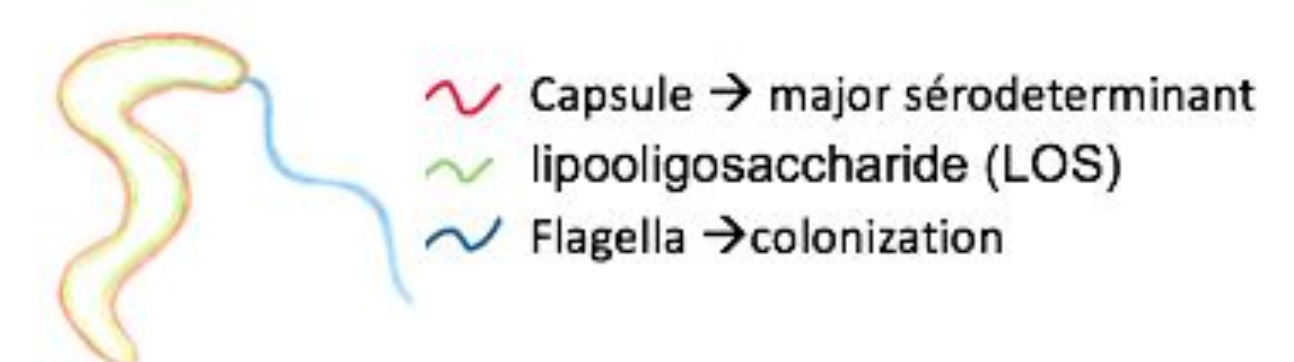 Capsule → major sérodeterminant
lipooligosaccharide (LOS)
Flagella →colonization